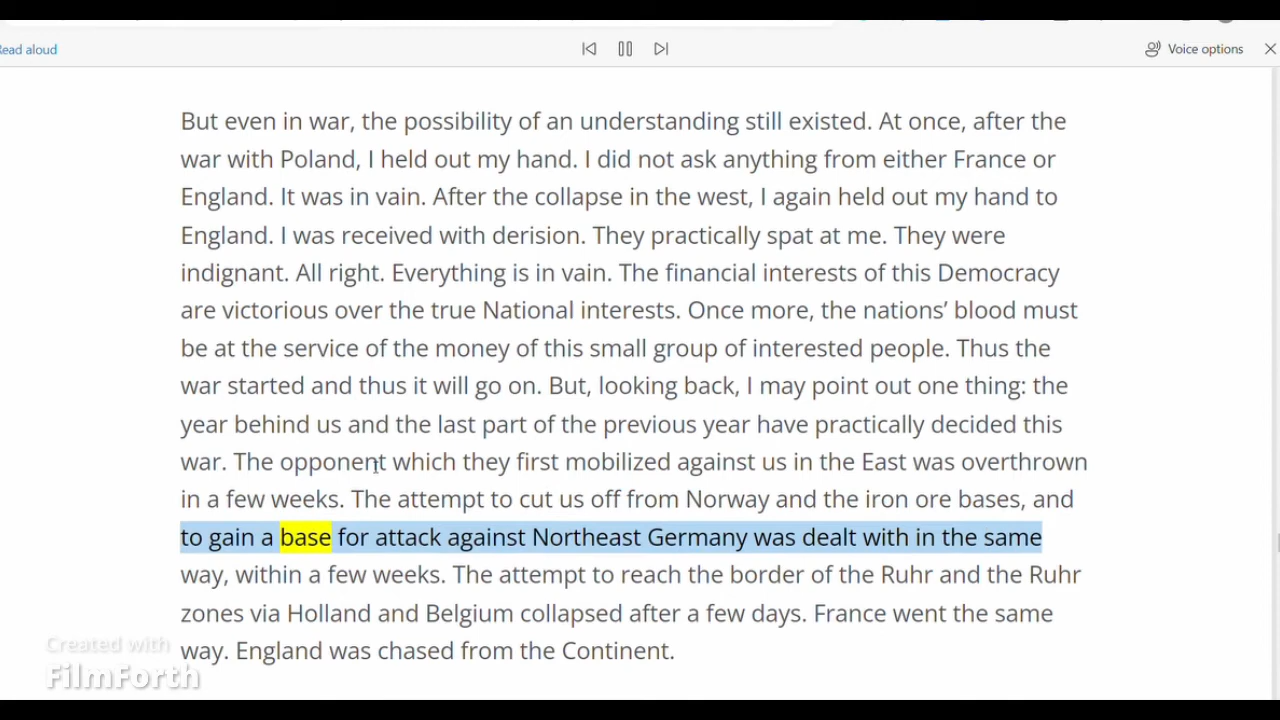 Read aloud
Voice options
But even in war, the possibility of an understanding still existed. At once, after the
war with Poland, I held out my hand. I did not ask anything from either France or
England. It was in vain. After the collapse in the west, I again held out my hand to
England. I was received with derision. They practically spat at me. They were
indignant. All right. Everything is in vain. The financial interests of this Democracy
are victorious over the true National interests. Once more, the nations’ blood must
be at the service of the money of this small group of interested people. Thus the
war started and thus it will go on. But, looking back, I may point out one thing: the
year behind us and the last part of the previous year have practically decided this
war. The opponent which they first mobilized against us in the East was overthrown
in a few weeks. The attempt to cut us off from Norway and the iron ore bases, and
to gain a base for attack against Northeast Germany was dealt with in the same
way, within a few weeks. The attempt to reach the border of the Ruhr and the Ruhr
zones via Holland and Belgium collapsed after a few days. France went the same
way. England was chased from the Continent.
Created with
FilmForth